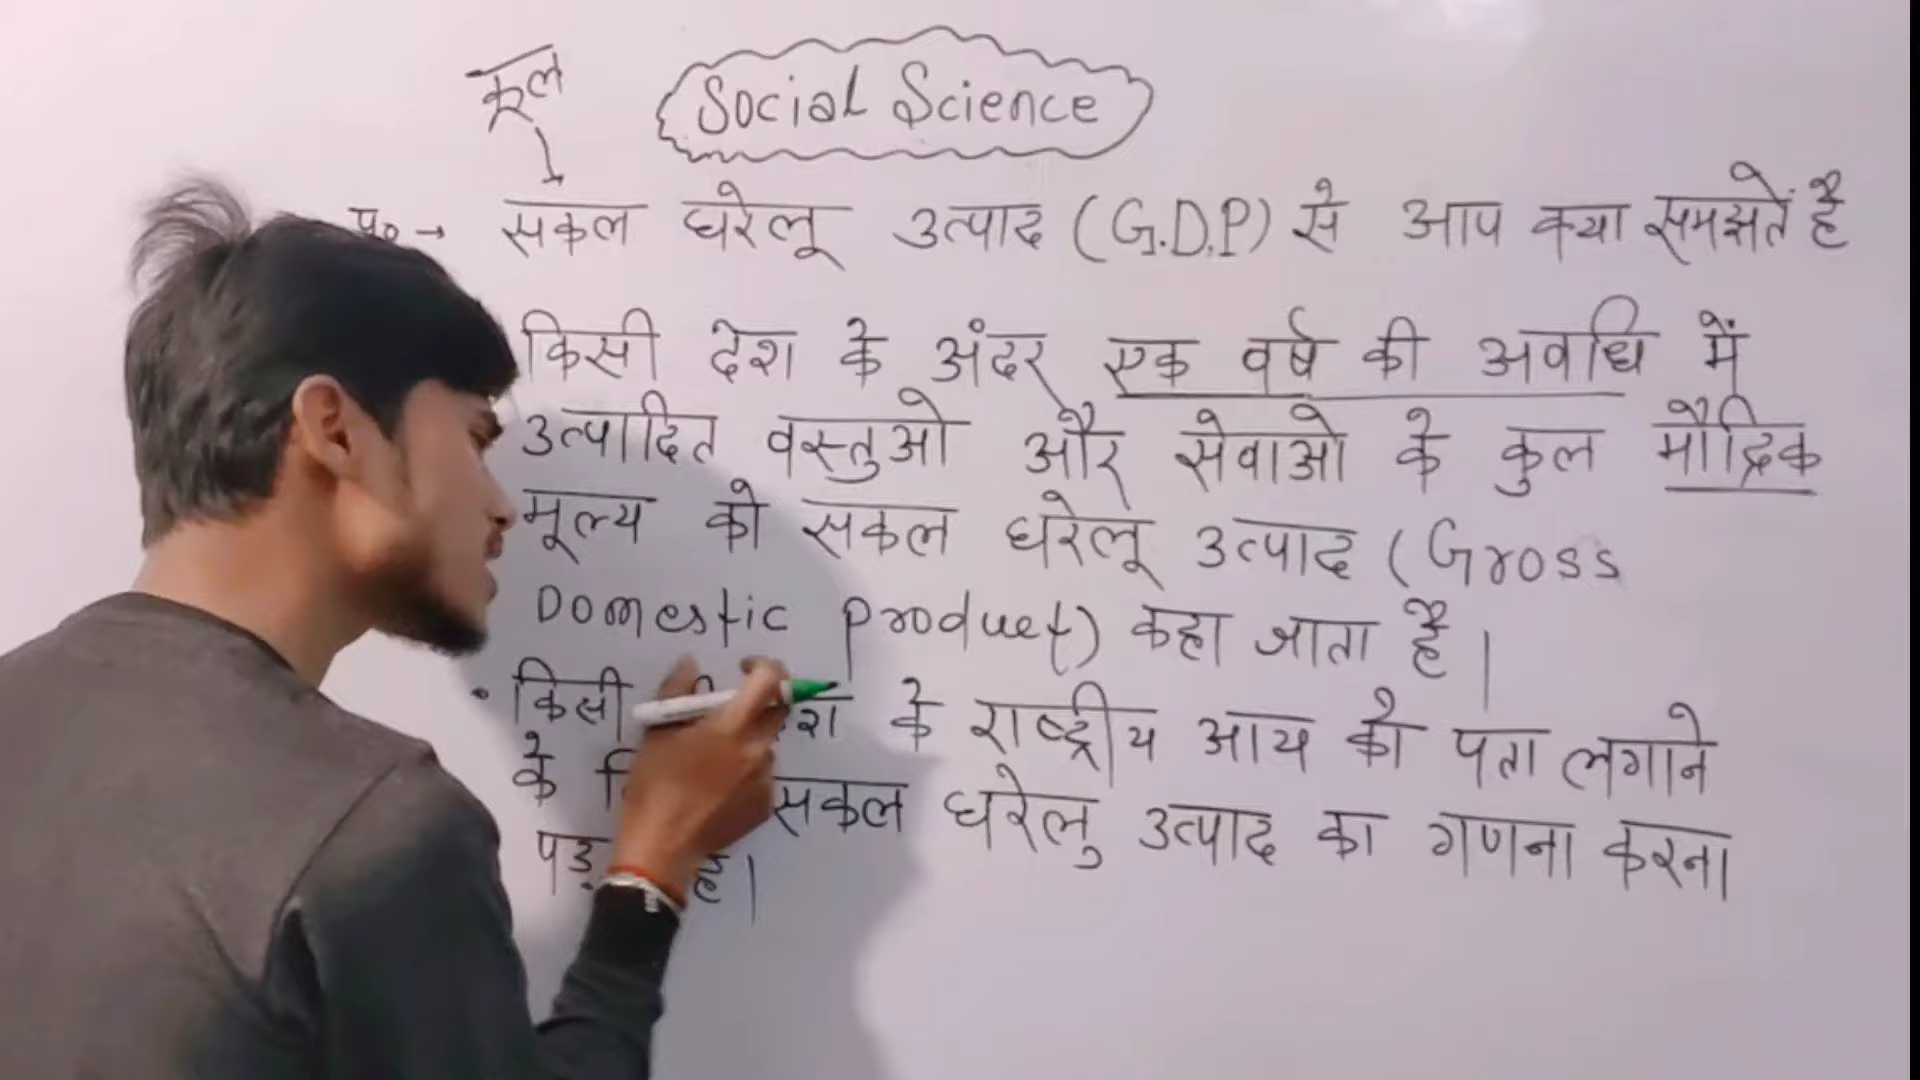 कूल
Social Science
प्र० → सकल घरेलू उत्पाद (G.D.P) से आप क्या समझतें है
किसी देश के अंदर एक वर्ष की अवधि में
उत्पादित वस्तुओ और सेवाओ के कुल मौद्रिक
मूल्य को सकल घरेलू उत्पाद (Gross
Domestic product) कहा जाता है।
• किसी के राष्ट्रीय आय को पता लगाने
के सकल घरेलु उत्पाद का गणना करना
है।